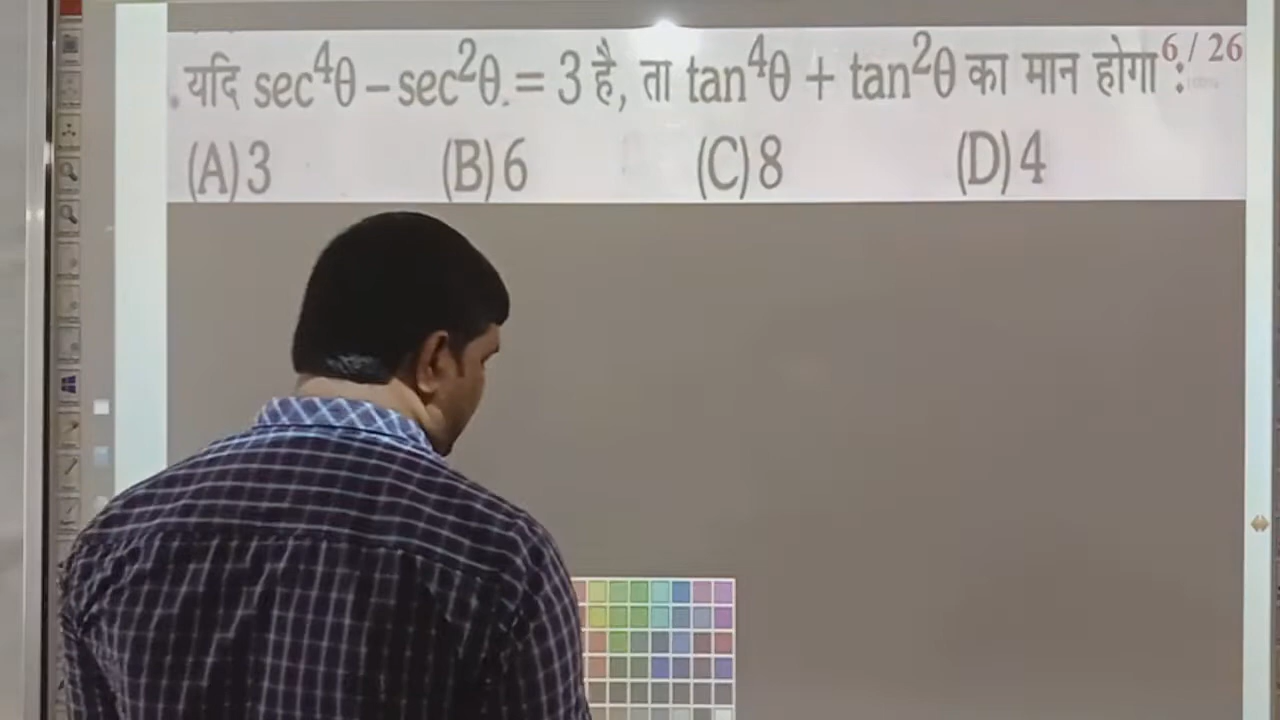 यदि sec⁴θ – sec²θ. = 3 है, ता tan⁴θ + tan²θ का मान होगा : 6 / 26
(A) 3 (B) 6 (C) 8 (D) 4